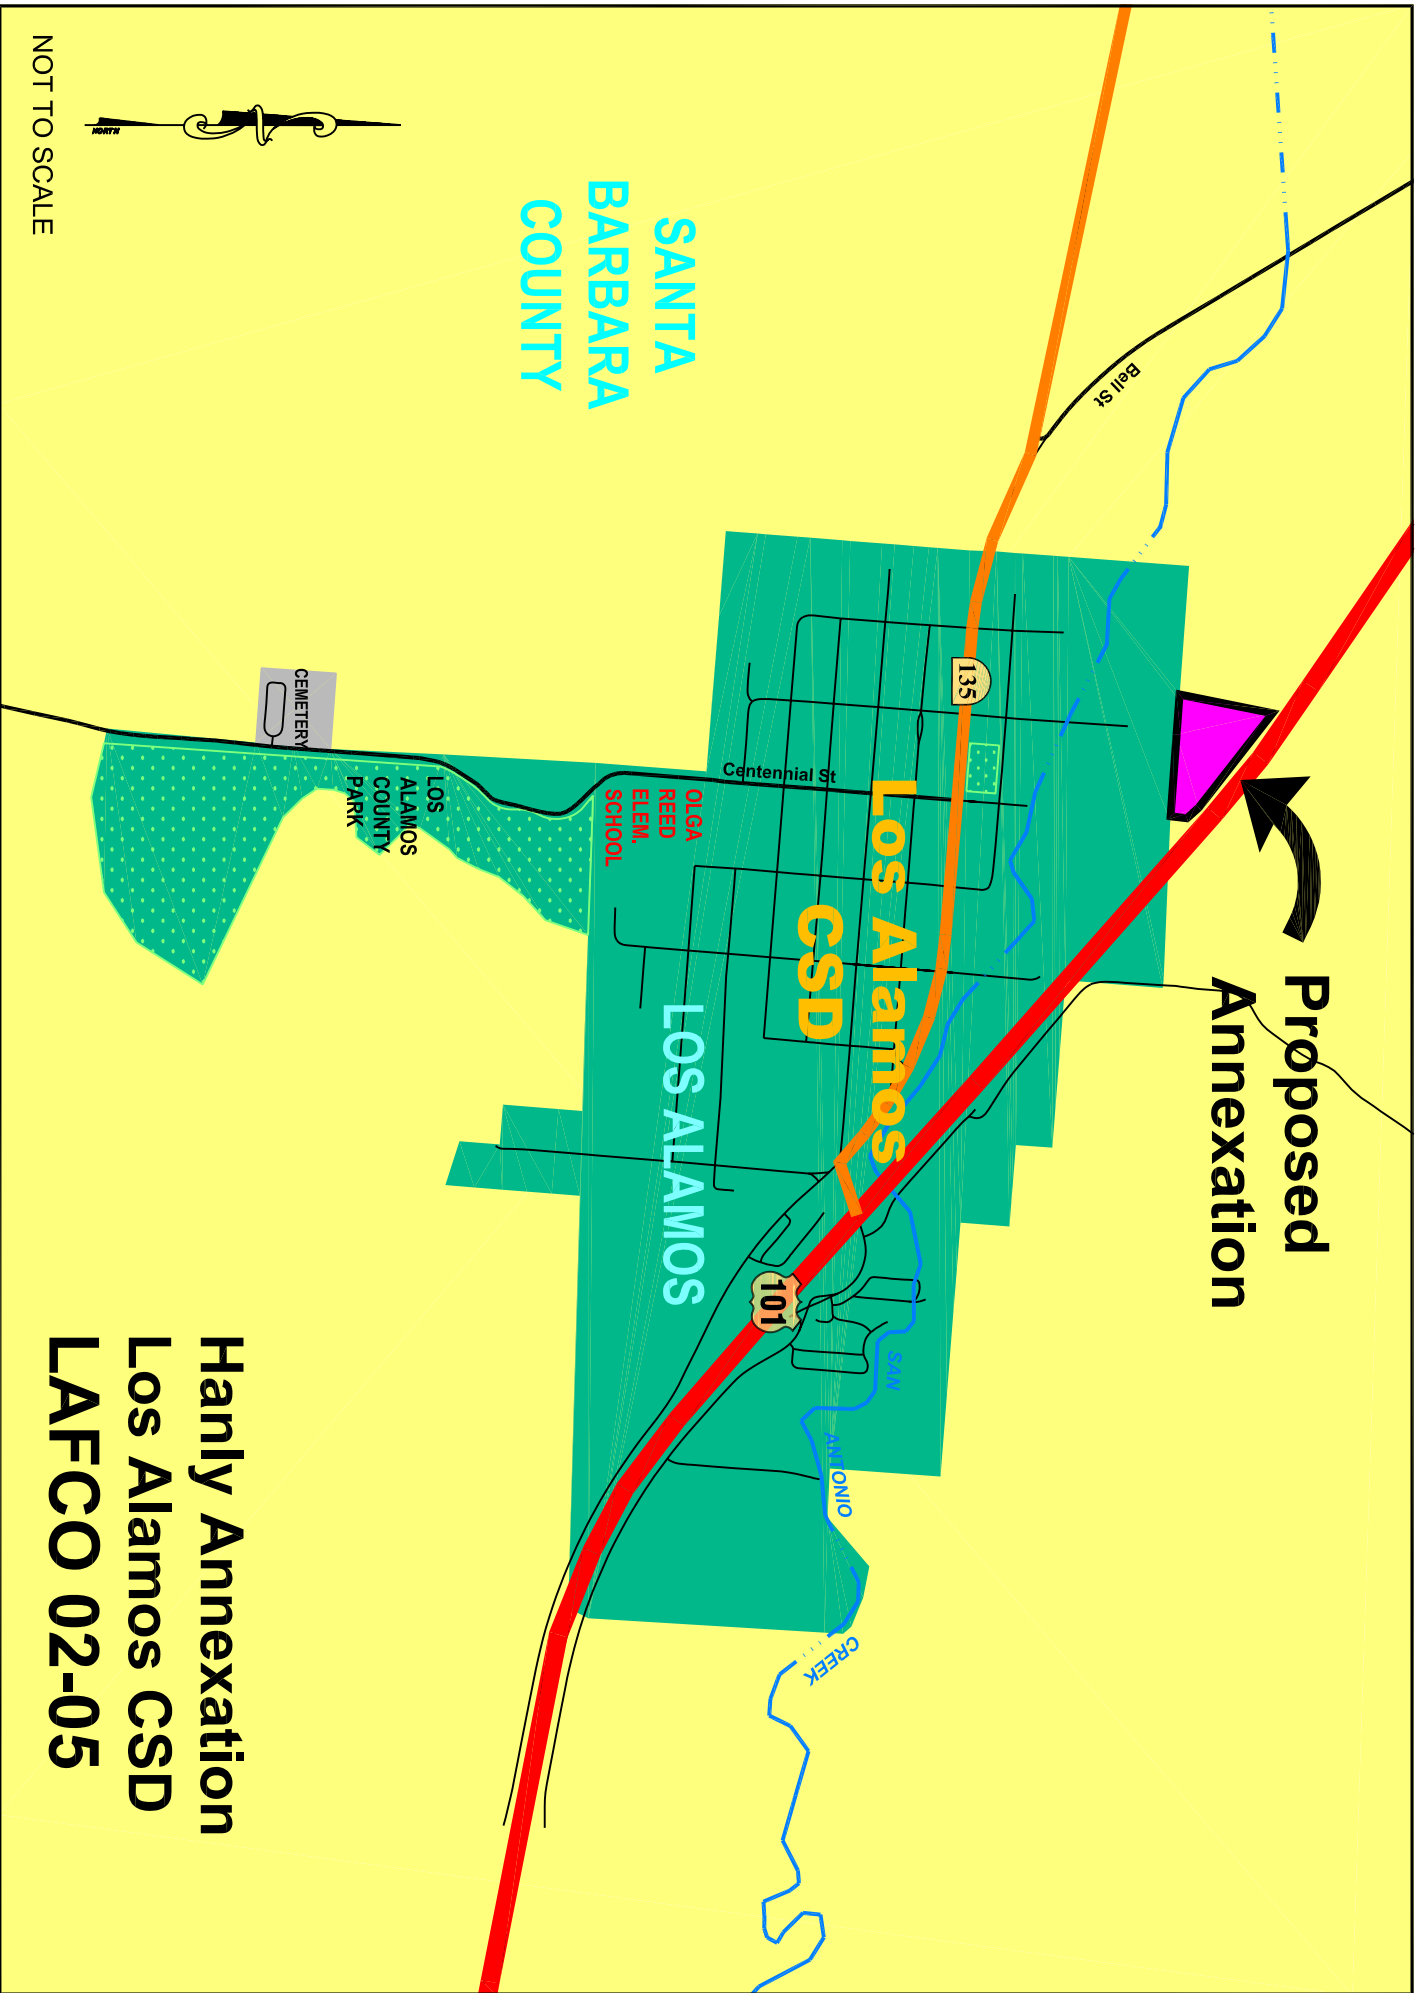 Proposed
Annexation
Bell St
135
SANTA
BARBARA
COUNTY
Los Alamos
CSD
Centennial St
OLGA
REED
ELEM.
SCHOOL
LOS ALAMOS
101
SAN
ANTONIO
CREEK
CEMETERY
LOS
ALAMOS
COUNTY
PARK
NORTH
NOT TO SCALE
Hanly Annexation
Los Alamos CSD
LAFCO 02-05